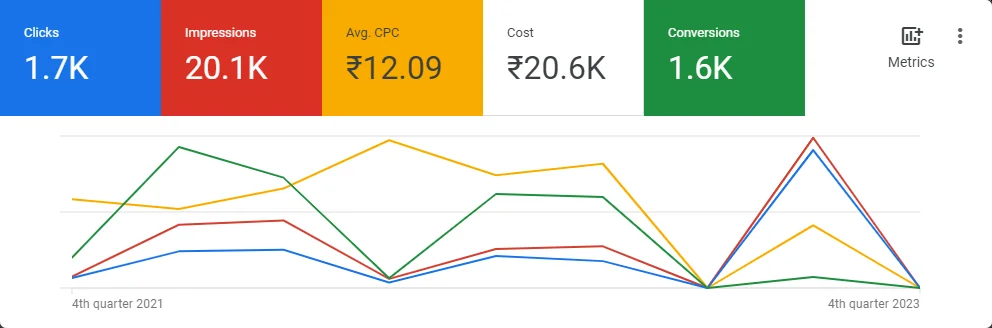 Clicks
1.7K
Impressions
20.1K
Avg. CPC
₹12.09
Cost
₹20.6K
Conversions
1.6K
Metrics
4th quarter 2021
4th quarter 2023